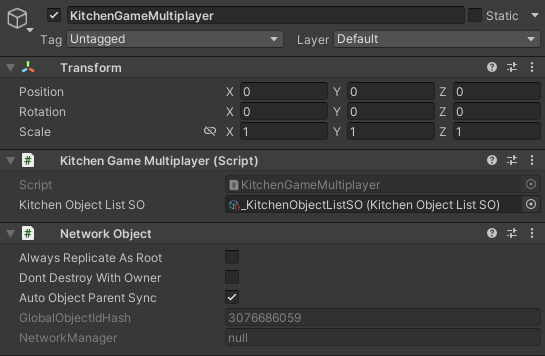 KitchenGameMultiplayer Static
Tag Untagged Layer Default
Transform
Position X 0 Y 0 Z 0
Rotation X 0 Y 0 Z 0
Scale X 1 Y 1 Z 1
Kitchen Game Multiplayer (Script)
Script KitchenGameMultiplayer
Kitchen Object List SO _KitchenObjectListSO (Kitchen Object List SO)
Network Object
Always Replicate As Root
Dont Destroy With Owner
Auto Object Parent Sync
GlobalObjectIdHash 3076686059
NetworkManager null